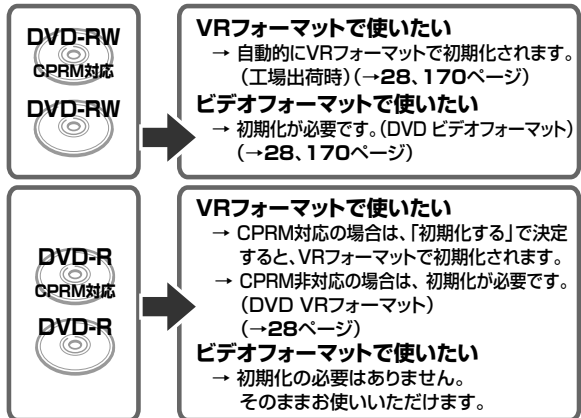 DVD-RW
CPRM対応
DVD-RW
VRフォーマットで使いたい
→ 自動的にVRフォーマットで初期化されます。
（工場出荷時）（→28、170ページ）
ビデオフォーマットで使いたい
→ 初期化が必要です。（DVD ビデオフォーマット）
（→28、170ページ）
DVD-R
CPRM対応
DVD-R
VRフォーマットで使いたい
→ CPRM対応の場合は、「初期化する」で決定
すると、VRフォーマットで初期化されます。
→ CPRM非対応の場合は、初期化が必要です。
（DVD VRフォーマット）
（→28ページ）
ビデオフォーマットで使いたい
→ 初期化の必要はありません。
そのままお使いいただけます。